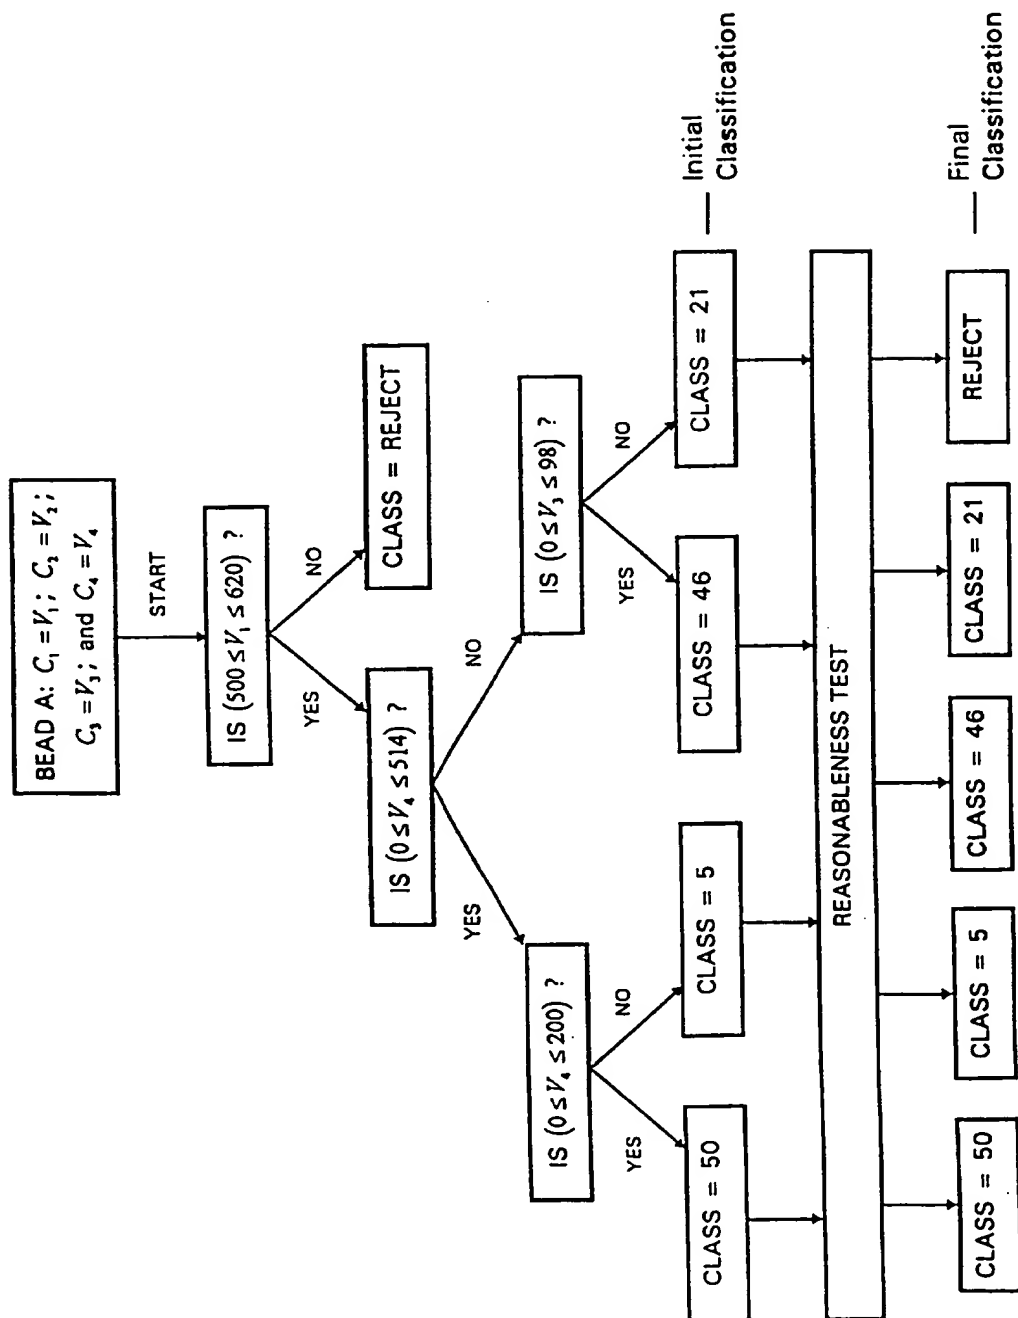 BEAD A: C₁ = V₁; C₂ = V₂;
C₃ = V₃; and C₄ = V₄
START
IS (500 ≤ V₁ ≤ 620) ?
YES
NO
IS (0 ≤ V₄ ≤ 514) ?
CLASS = REJECT
YES
NO
IS (0 ≤ V₄ ≤ 200) ?
IS (0 ≤ V₃ ≤ 98) ?
YES
NO
YES
NO
CLASS = 50
CLASS = 5
CLASS = 46
CLASS = 21
Initial
Classification
REASONABLENESS TEST
CLASS = 50
CLASS = 5
CLASS = 46
CLASS = 21
REJECT
Final
Classification